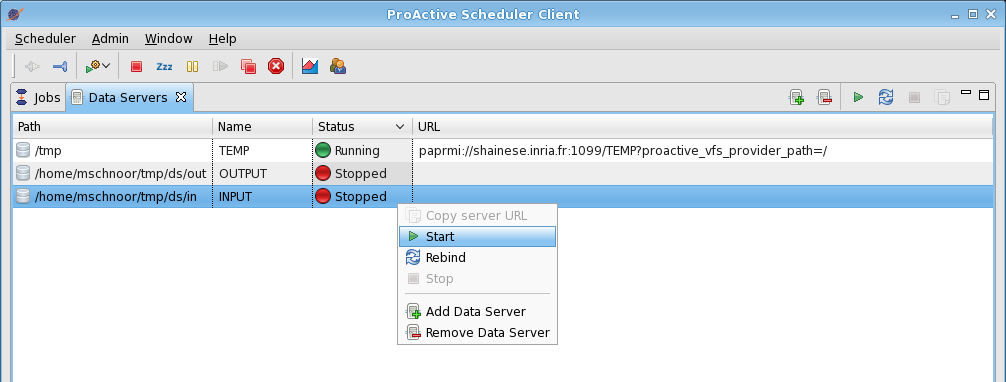 ProActive Scheduler Client
Scheduler Admin Window Help
Zzz
Jobs Data Servers
Path Name Status URL
/tmp TEMP Running paprmi://shainese.inria.fr:1099/TEMP?proactive_vfs_provider_path=/
/home/mschnoor/tmp/ds/out OUTPUT Stopped
/home/mschnoor/tmp/ds/in INPUT Stopped
Copy server URL
Start
Rebind
Stop
Add Data Server
Remove Data Server